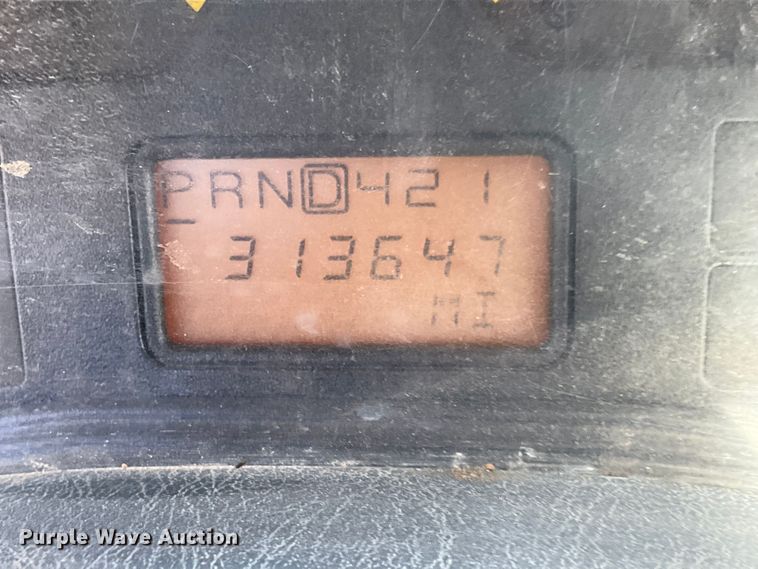 PRND421
313647
MI
Purple Wave Auction